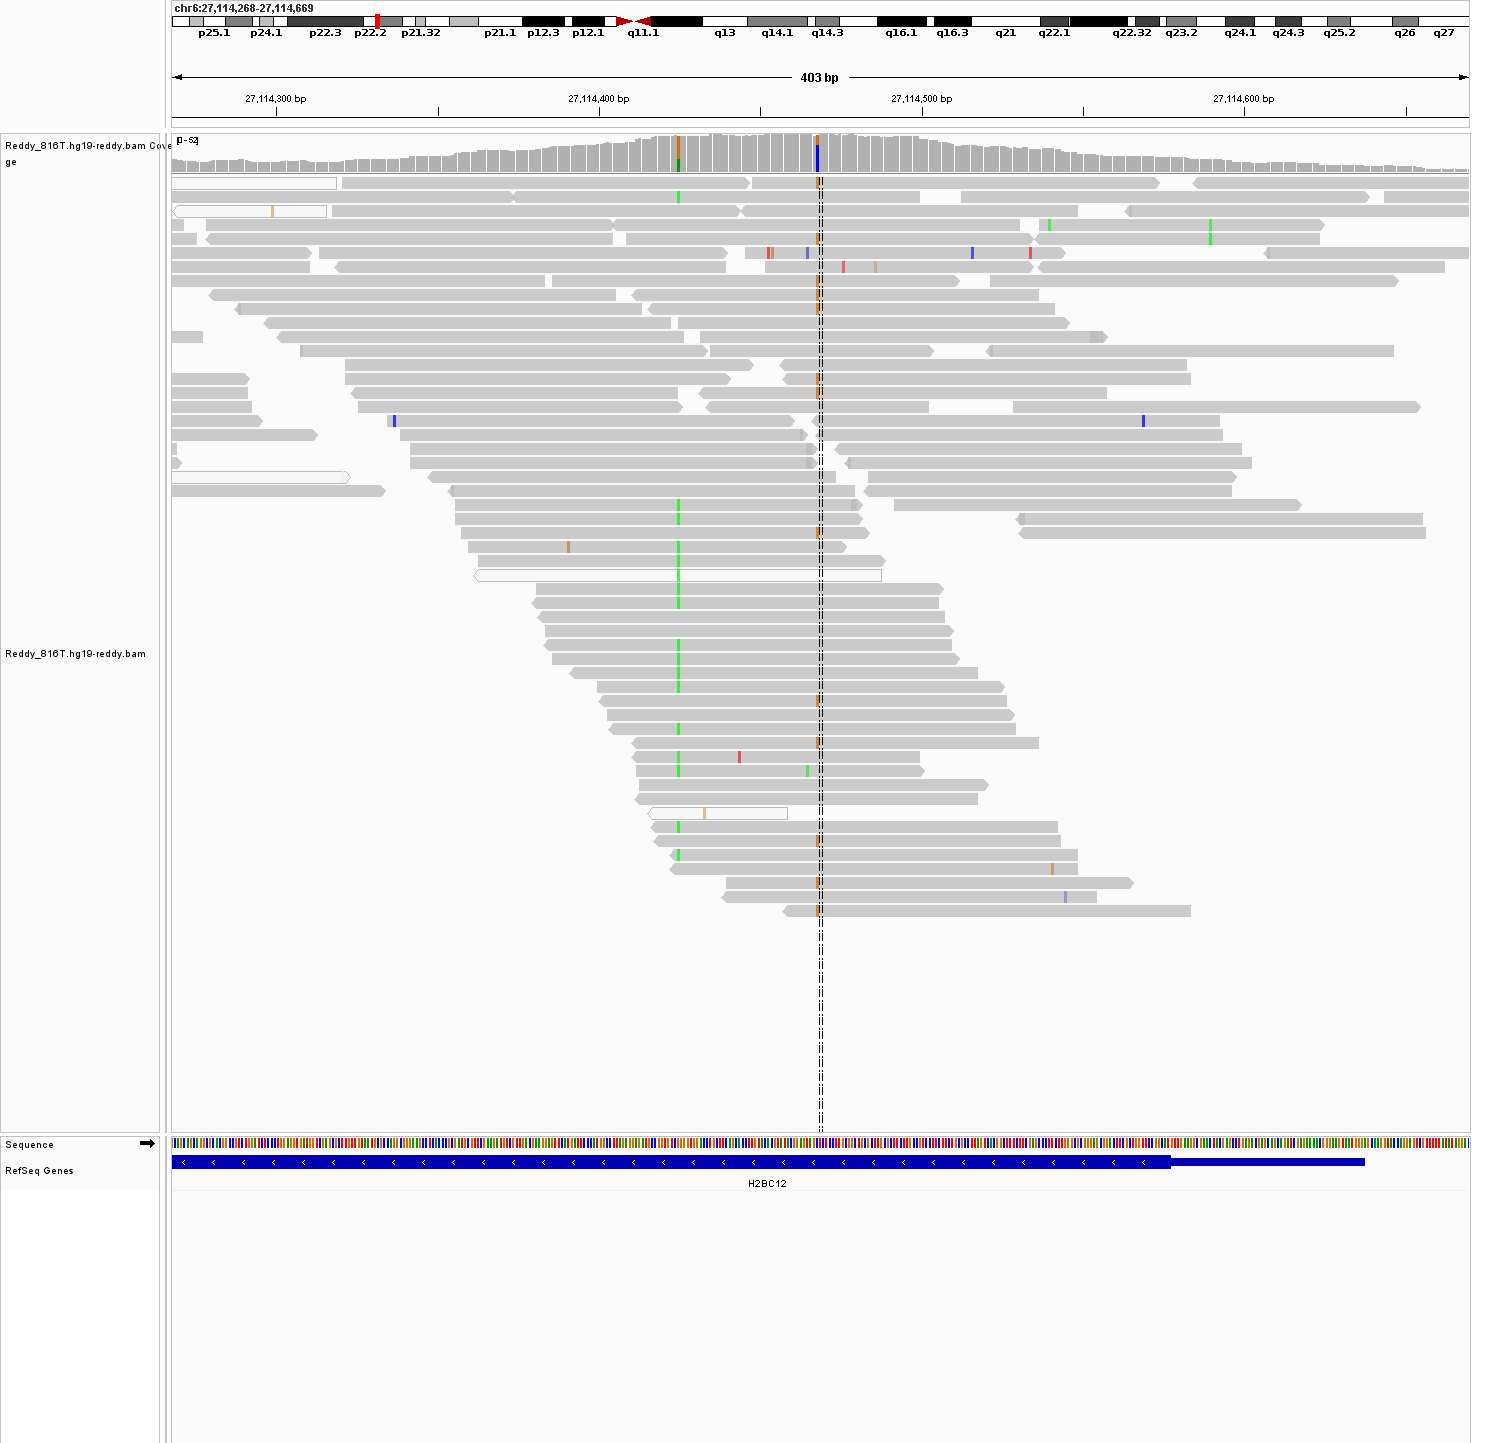 chr6:27,114,268-27,114,669
p25.1 p24.1 p22.3 p22.2 p21.32 p21.1 p12.3 p12.1 q11.1 q13 q14.1 q14.3 q16.1 q16.3 q21 q22.1 q22.32 q23.2 q24.1 q24.3 q25.2 q26 q27
403 bp
27,114,300 bp 27,114,400 bp 27,114,500 bp 27,114,600 bp
Reddy_816T.hg19-reddy.bam Cove
ge
[0-52]
Reddy_816T.hg19-reddy.bam
Sequence
RefSeq Genes
H2BC12